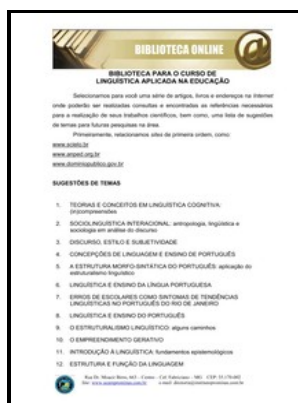 BIBLIOTECA ONLINE
BIBLIOTECA PARA O CURSO DE
LINGUÍSTICA APLICADA NA EDUCAÇÃO
Selecionamos para você uma série de artigos, livros e endereços na Internet
onde poderão ser realizadas consultas e encontradas as referências necessárias
para a realização de seus trabalhos científicos, bem como, uma lista de sugestões
de temas para futuras pesquisas na área.
Primeiramente, relacionamos sites de primeira ordem, como:
www.scielo.br
www.anped.org.br
www.dominiopublico.gov.br
SUGESTÕES DE TEMAS
1. TEORIAS E CONCEITOS EM LINGUÍSTICA COGNITIVA:
(in)compreensões
2. SOCIOLINGUÍSTICA INTERACIONAL: antropologia, linguística e
sociologia em análise do discurso
3. DISCURSO, ESTILO E SUBJETIVIDADE
4. CONCEPÇÕES DE LINGUAGEM E ENSINO DE PORTUGUÊS
5. A ESTRUTURA MORFO-SINTÁTICA DO PORTUGUÊS: aplicação do
estruturalismo linguístico
6. LINGUÍSTICA E ENSINO DA LÍNGUA PORTUGUESA
7. ERROS DE ESCOLARES COMO SINTOMAS DE TENDÊNCIAS
LINGUÍSTICAS NO PORTUGUÊS DO RIO DE JANEIRO
8. LINGUÍSTICA E ENSINO DO PORTUGUÊS
9. O ESTRUTURALISMO LINGUÍSTICO: alguns caminhos
10. O EMPREENDIMENTO GERATIVO
11. INTRODUÇÃO À LINGUÍSTICA: fundamentos epistemológicos
12. ESTRUTURA E FUNÇÃO DA LINGUAGEM